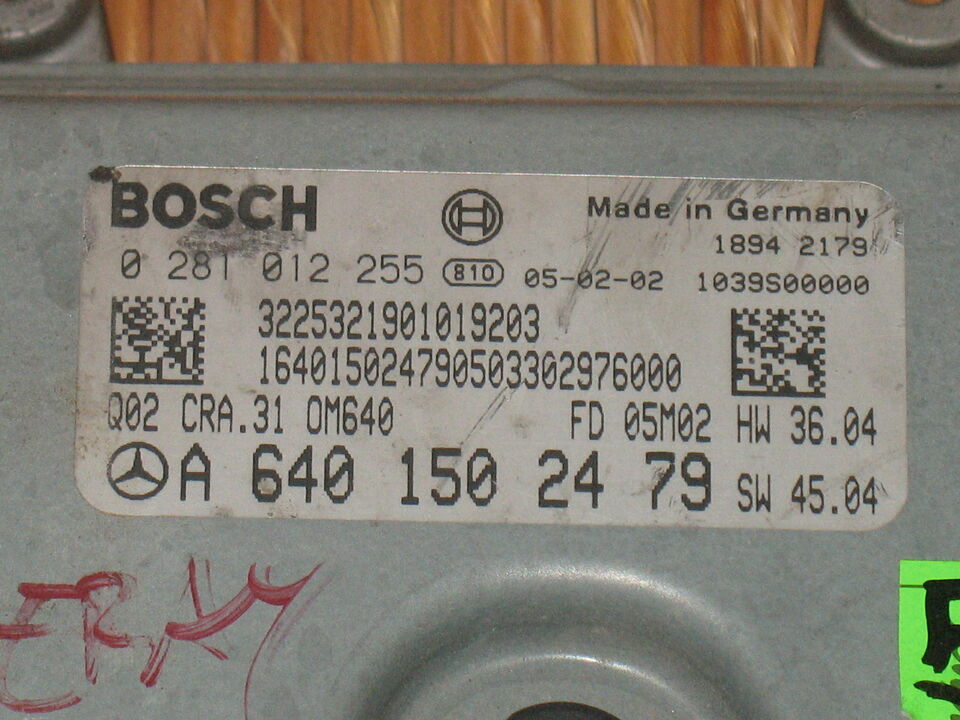 BOSCH
Made in Germany
1894 2179
0 281 012 255 810 05-02-02 1039S00000
3225321901019203
164015024790503302976000
Q02 CRA.31 OM640 FD 05M02 HW 36.04
A 640 150 24 79 SW 45.04